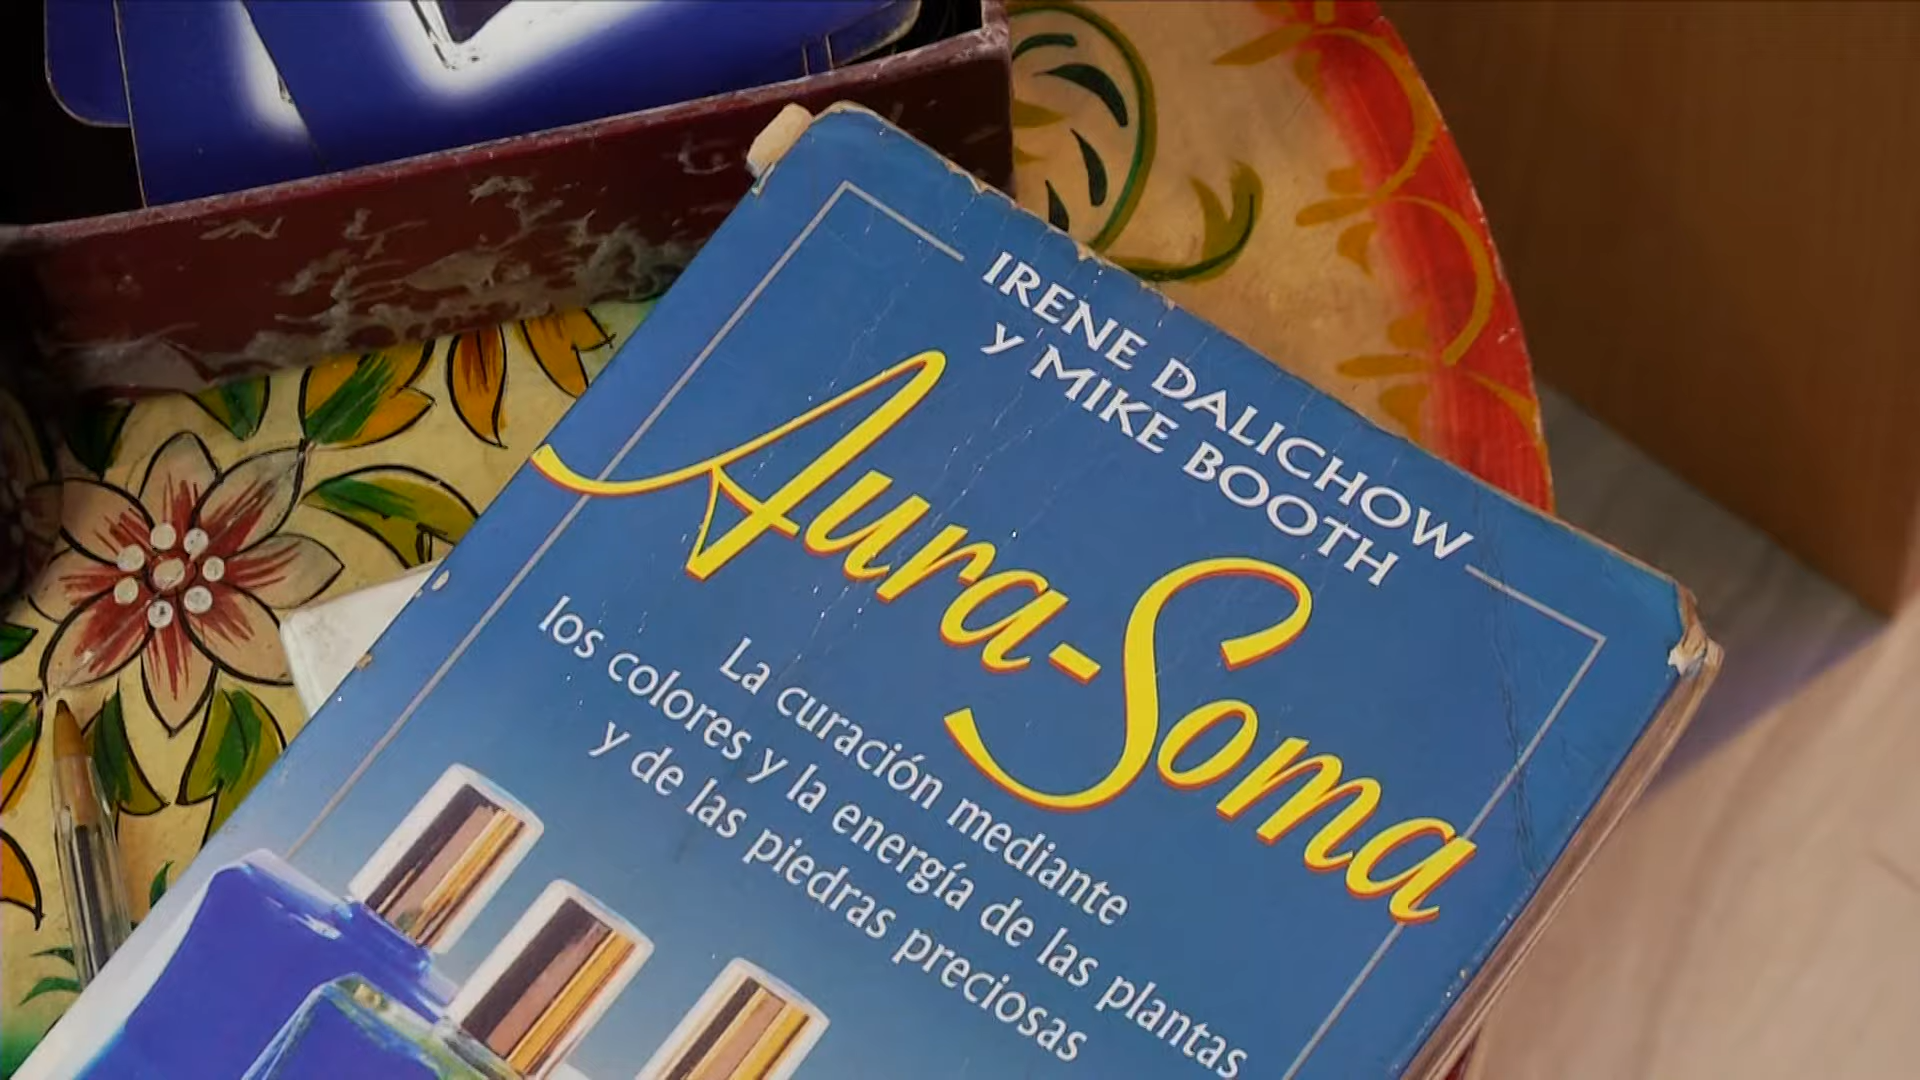 IRENE DALICHOW
y MIKE BOOTH
Aura-Soma
La curación mediante
los colores y la energía de las plantas
y de las piedras preciosas